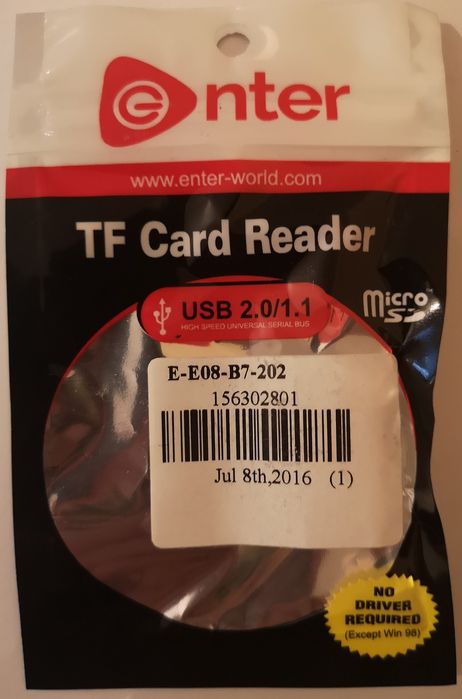 enter
www.enter-world.com
TF Card Reader
USB 2.0/1.1
HIGH SPEED UNIVERSAL SERIAL BUS
Micro
SD
E-E08-B7-202
156302801
Jul 8th,2016 (1)
NO
DRIVER
REQUIRED
(Except Win 98)